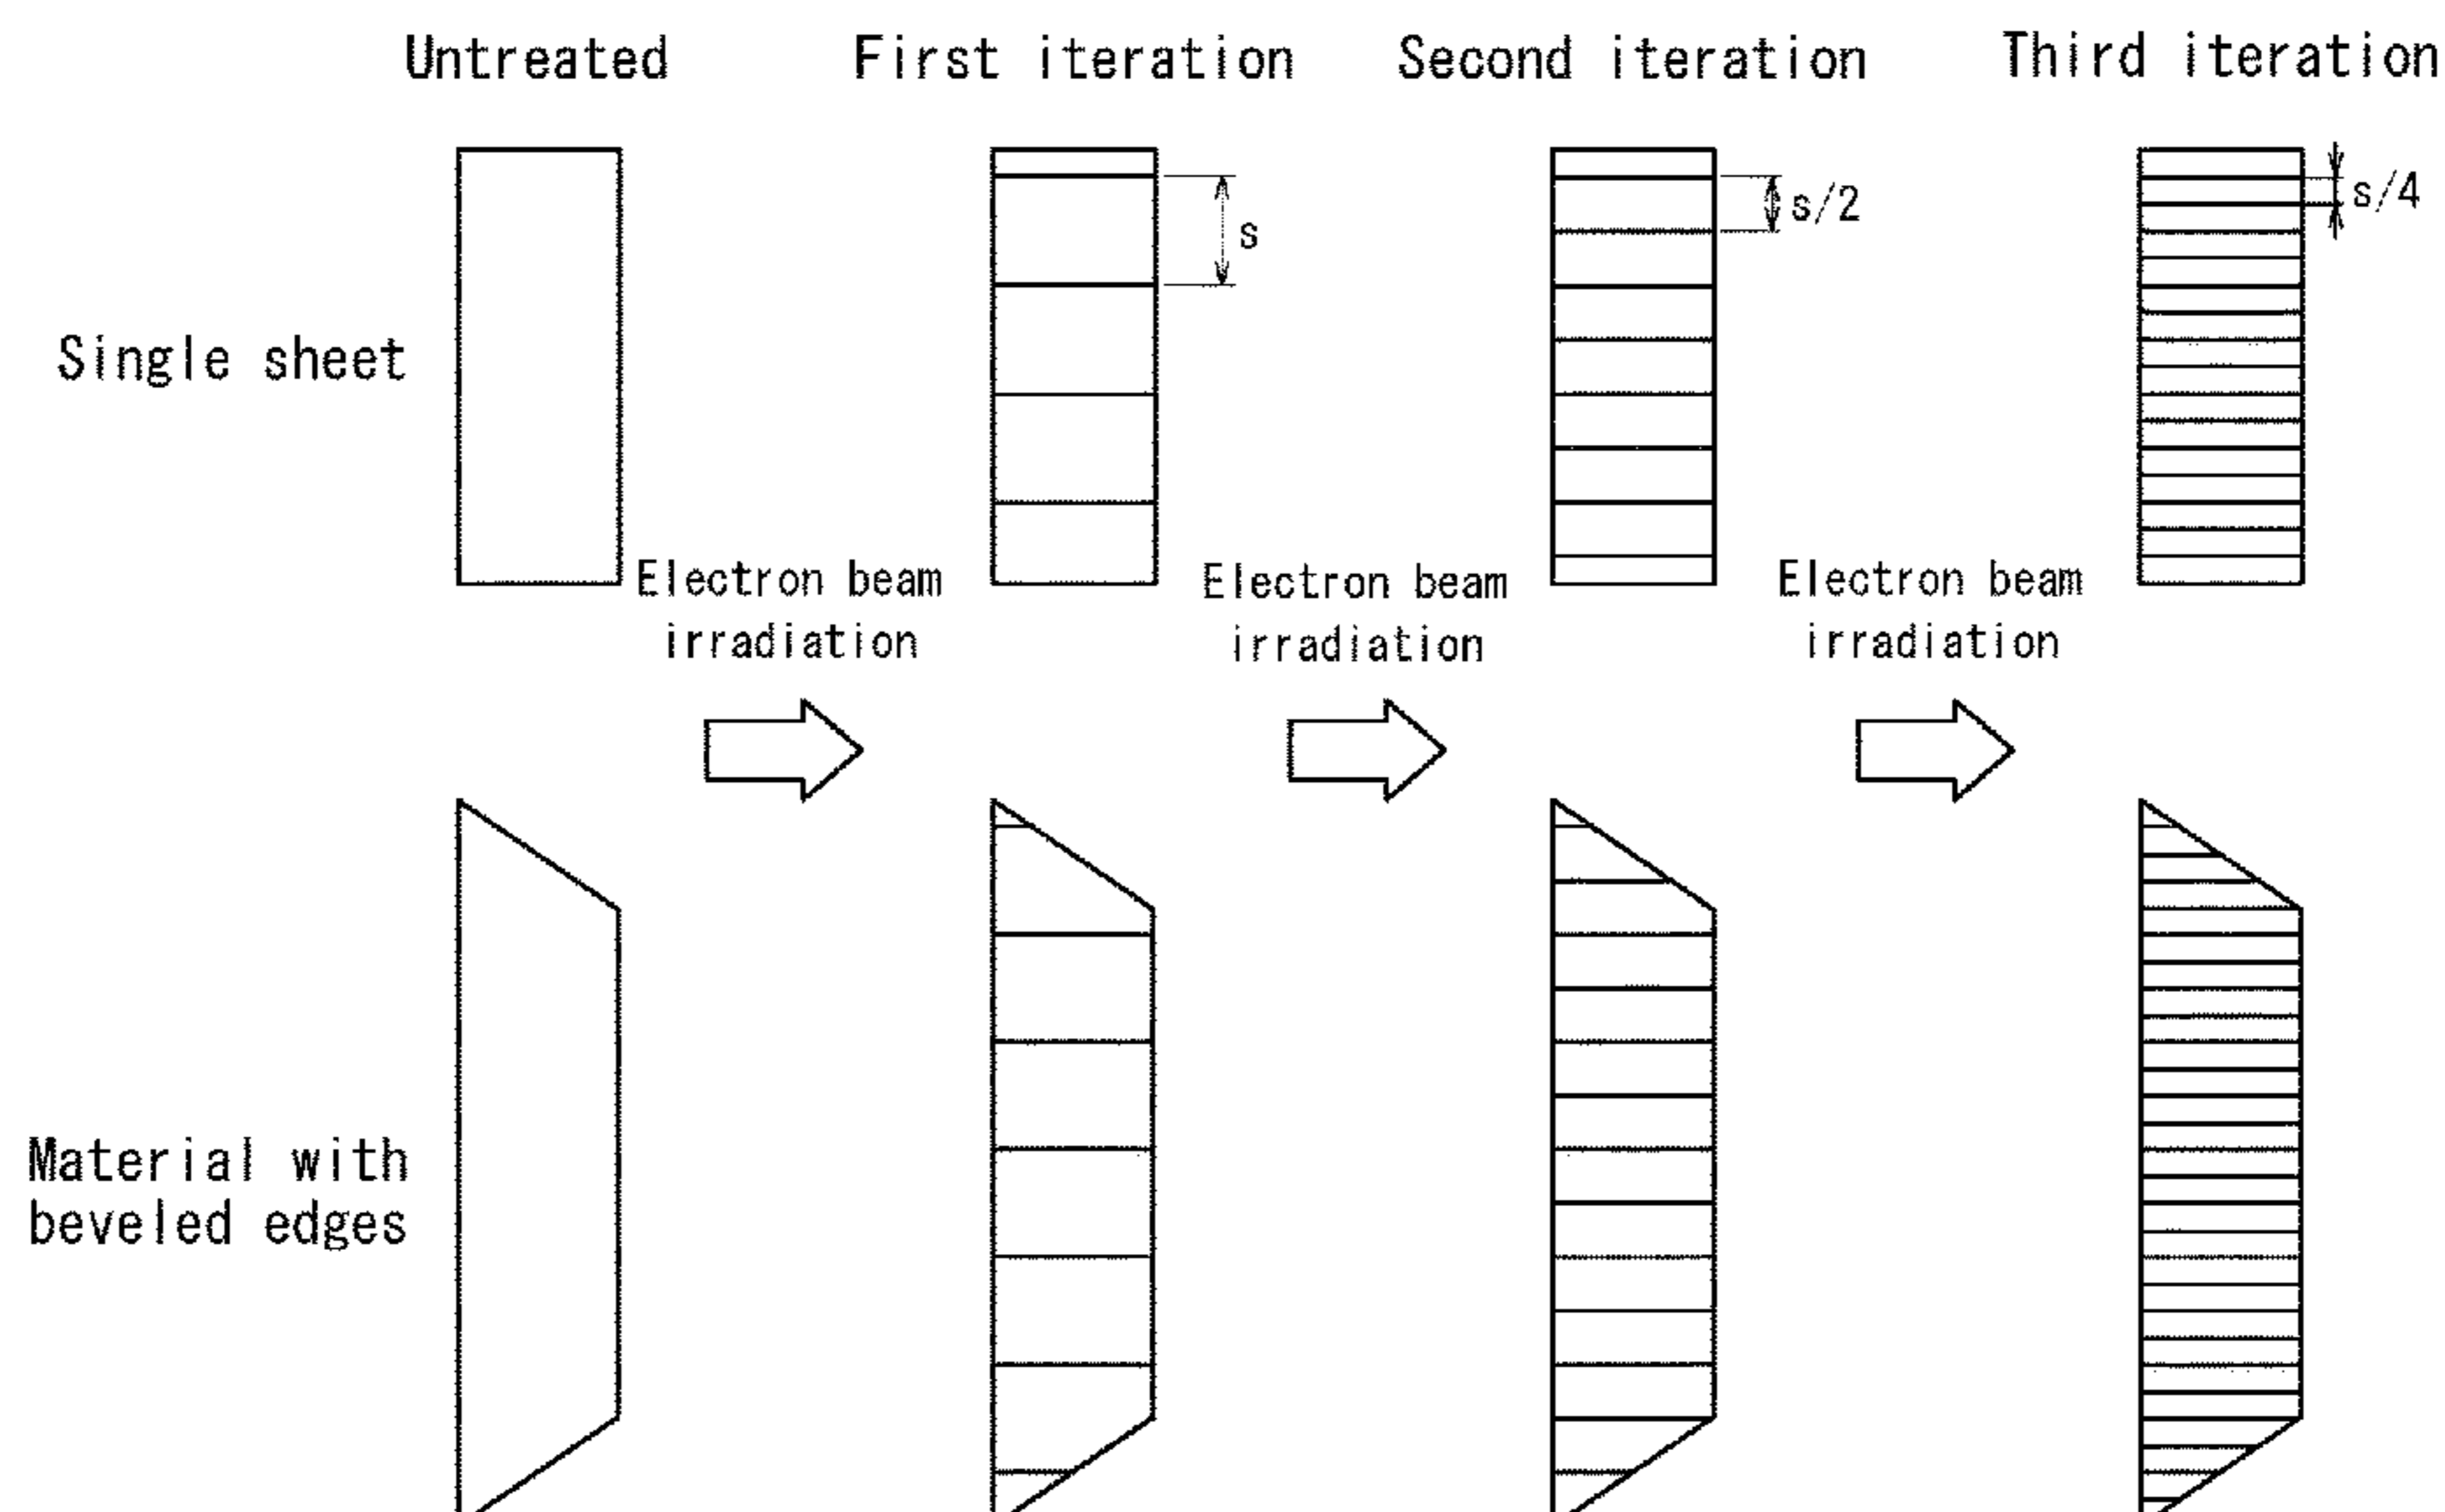 Untreated
First iteration
Second iteration
Third iteration
Single sheet
s
s/2
s/4
Electron beam
irradiation
Electron beam
irradiation
Electron beam
irradiation
Material with
beveled edges